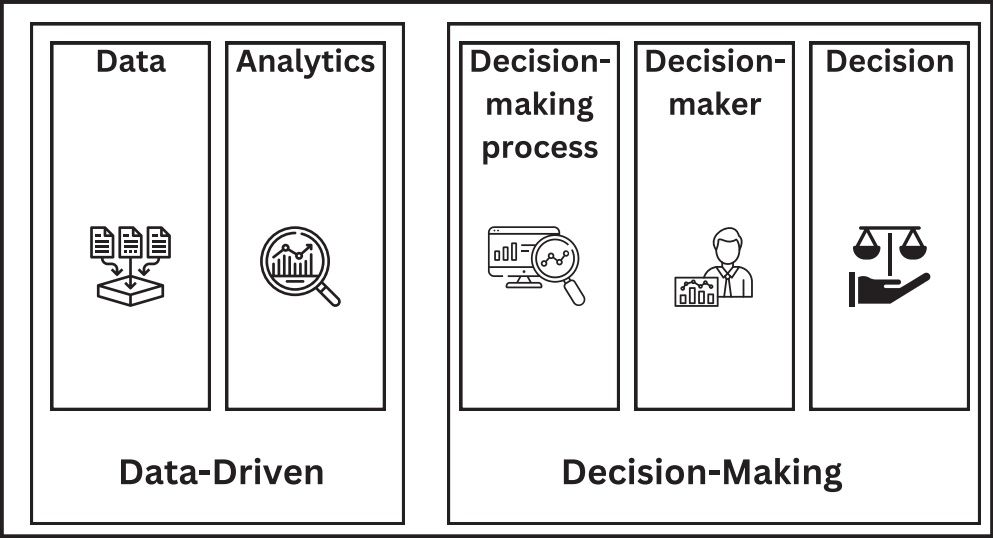 Data
Analytics
Decision-
making
process
Decision-
maker
Decision
Data-Driven
Decision-Making